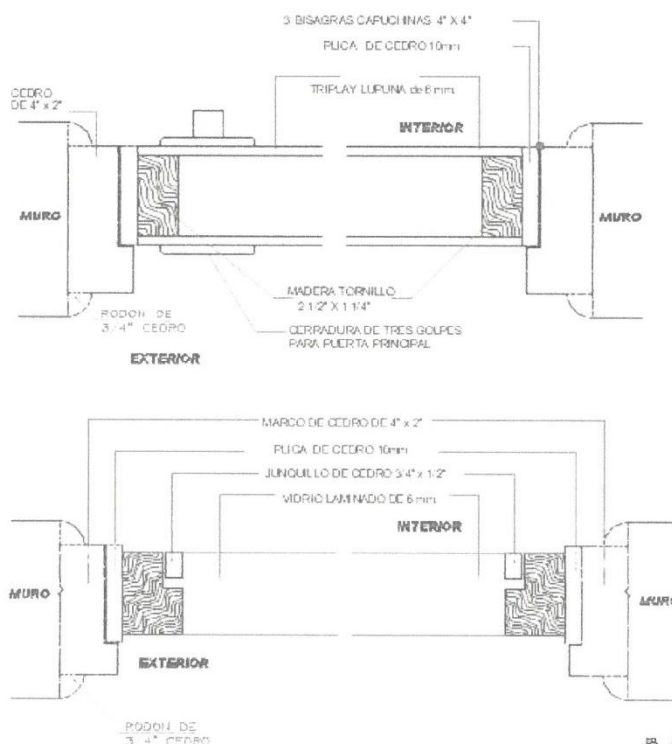 3 BISAGRAS CAPUCHINAS 4" X 4"
PLICA DE CEDRO 10mm
CEDRO
DE 4" x 2"
TRIPLAY LUPUNA de 6 mm.
INTERIOR
MURO
MURO
MADERA TORNILLO
2 1/2" X 1 1/4"
RODON DE
3/4" CEDRO
CERRADURA DE TRES GOLPES
PARA PUERTA PRINCIPAL
EXTERIOR
MARCO DE CEDRO DE 4" x 2"
PLICA DE CEDRO 10mm
JUNQUILLO DE CEDRO 3/4" x 1/2"
VIDRIO LAMINADO DE 6 mm
INTERIOR
MURO
MURO
EXTERIOR
RODON DE
3/4" CEDRO